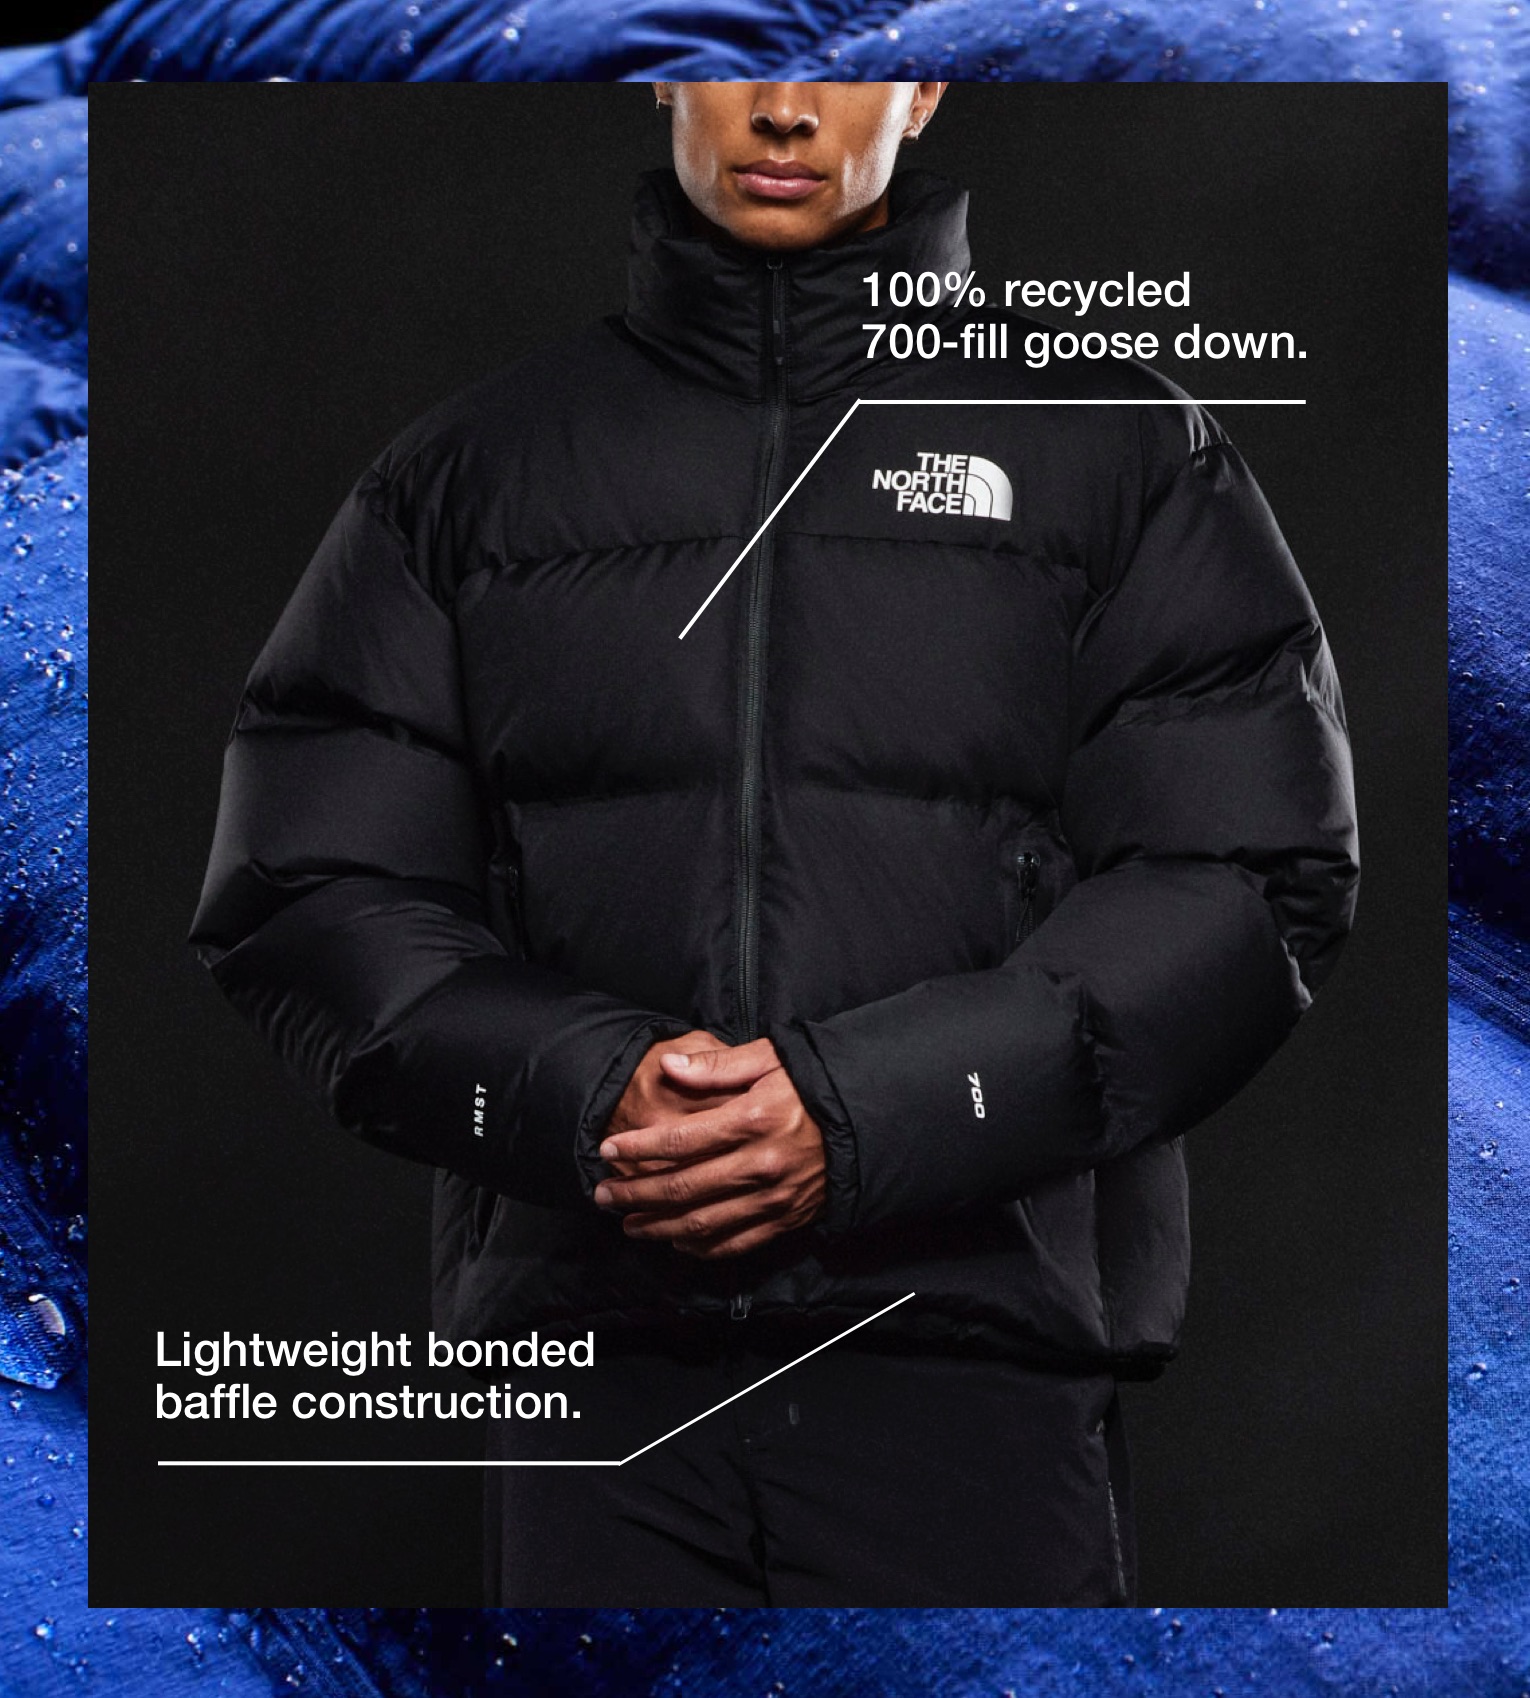 100% recycled
700-fill goose down.
THE
NORTH
FACE
RMST
700
Lightweight bonded
baffle construction.